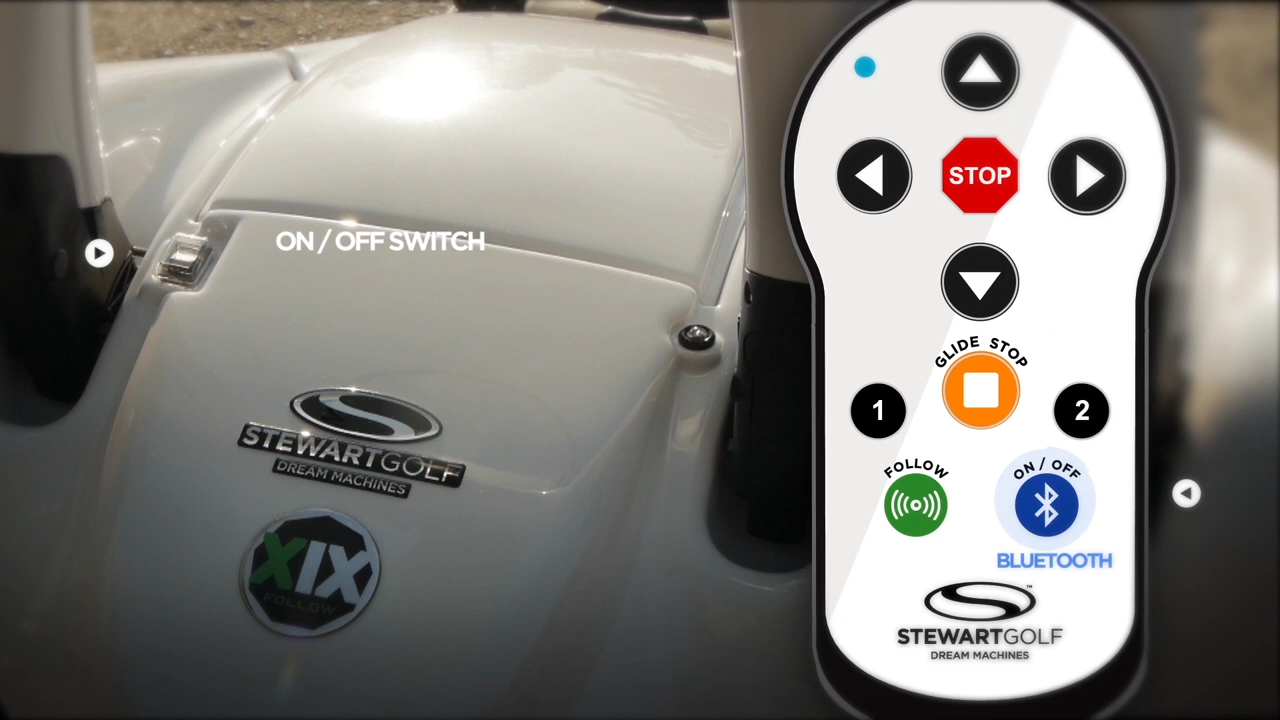 ON / OFF SWITCH
STEWARTGOLF
DREAM MACHINES
XIX
FOLLOW
STOP
GLIDE STOP
1
2
FOLLOW
ON / OFF
BLUETOOTH
STEWARTGOLF
DREAM MACHINES